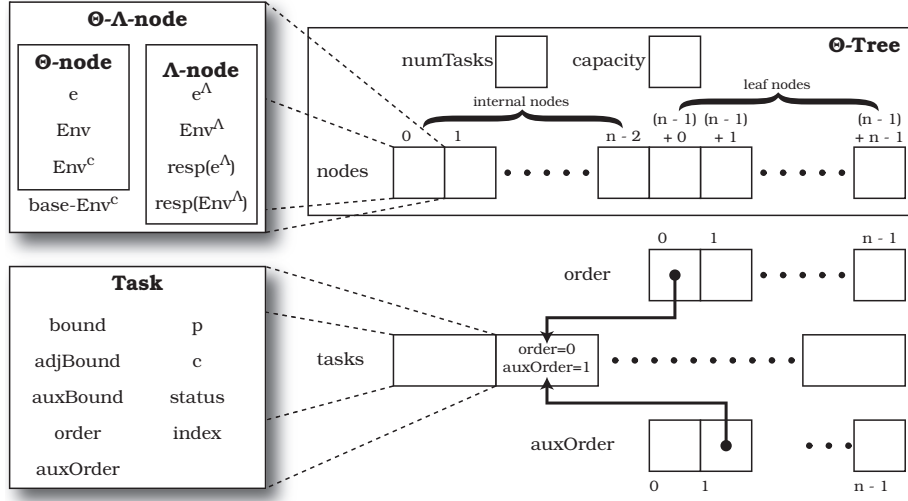 Θ-Λ-node
Θ-node
e
Env
Env^c
base-Env^c
Λ-node
e^Λ
Env^Λ
resp(e^Λ)
resp(Env^Λ)
Θ-Tree
numTasks
capacity
internal nodes
leaf nodes
0
1
n - 2
(n - 1)
+ 0
(n - 1)
+ 1
(n - 1)
+ n - 1
nodes
0
1
n - 1
order
Task
bound
adjBound
auxBound
order
auxOrder
p
c
status
index
tasks
order=0
auxOrder=1
auxOrder
0
1
n - 1